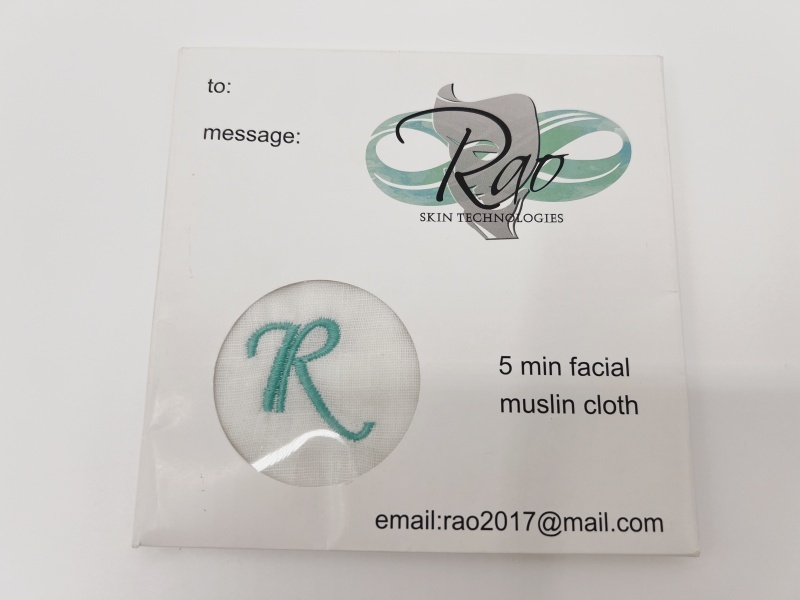 to:
message:
Rao
SKIN TECHNOLOGIES
R
5 min facial
muslin cloth
email:rao2017@mail.com